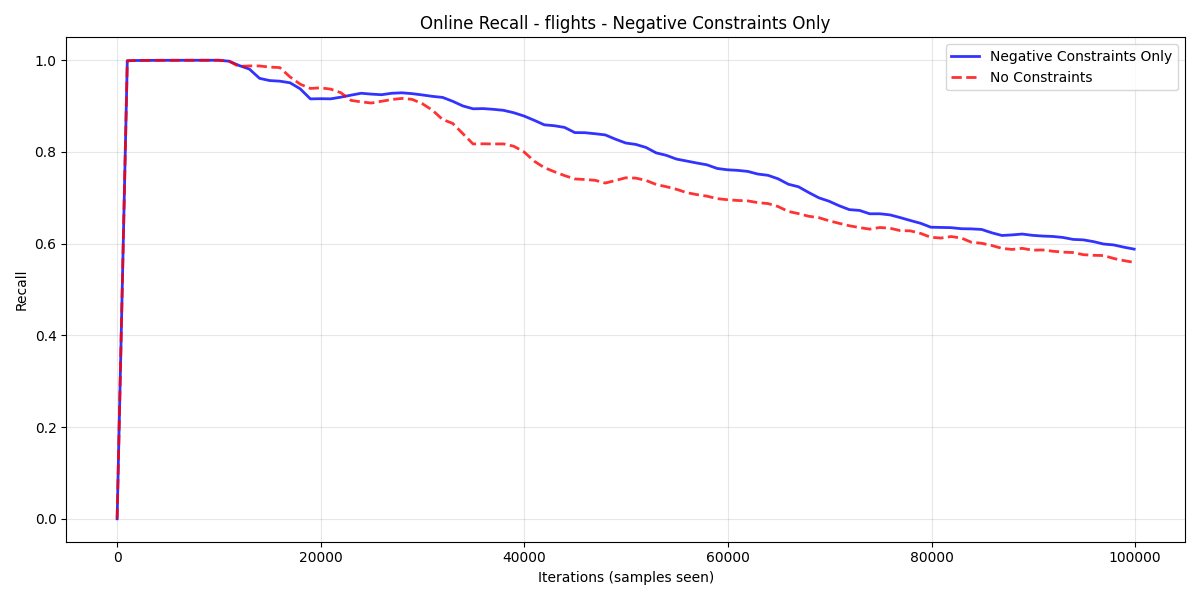 Online Recall - flights - Negative Constraints Only
Negative Constraints Only
No Constraints
Recall
1.0
0.8
0.6
0.4
0.2
0.0
0 20000 40000 60000 80000 100000
Iterations (samples seen)